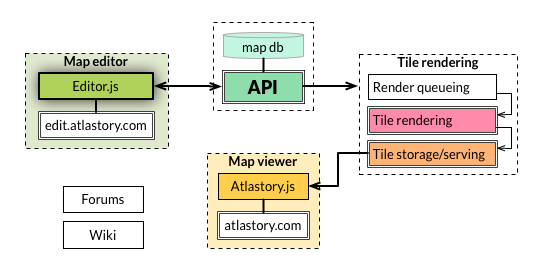 Map editor
Editor.js
edit.atlastory.com
map db
API
Tile rendering
Render queueing
Tile rendering
Tile storage/serving
Map viewer
Atlastory.js
atlastory.com
Forums
Wiki